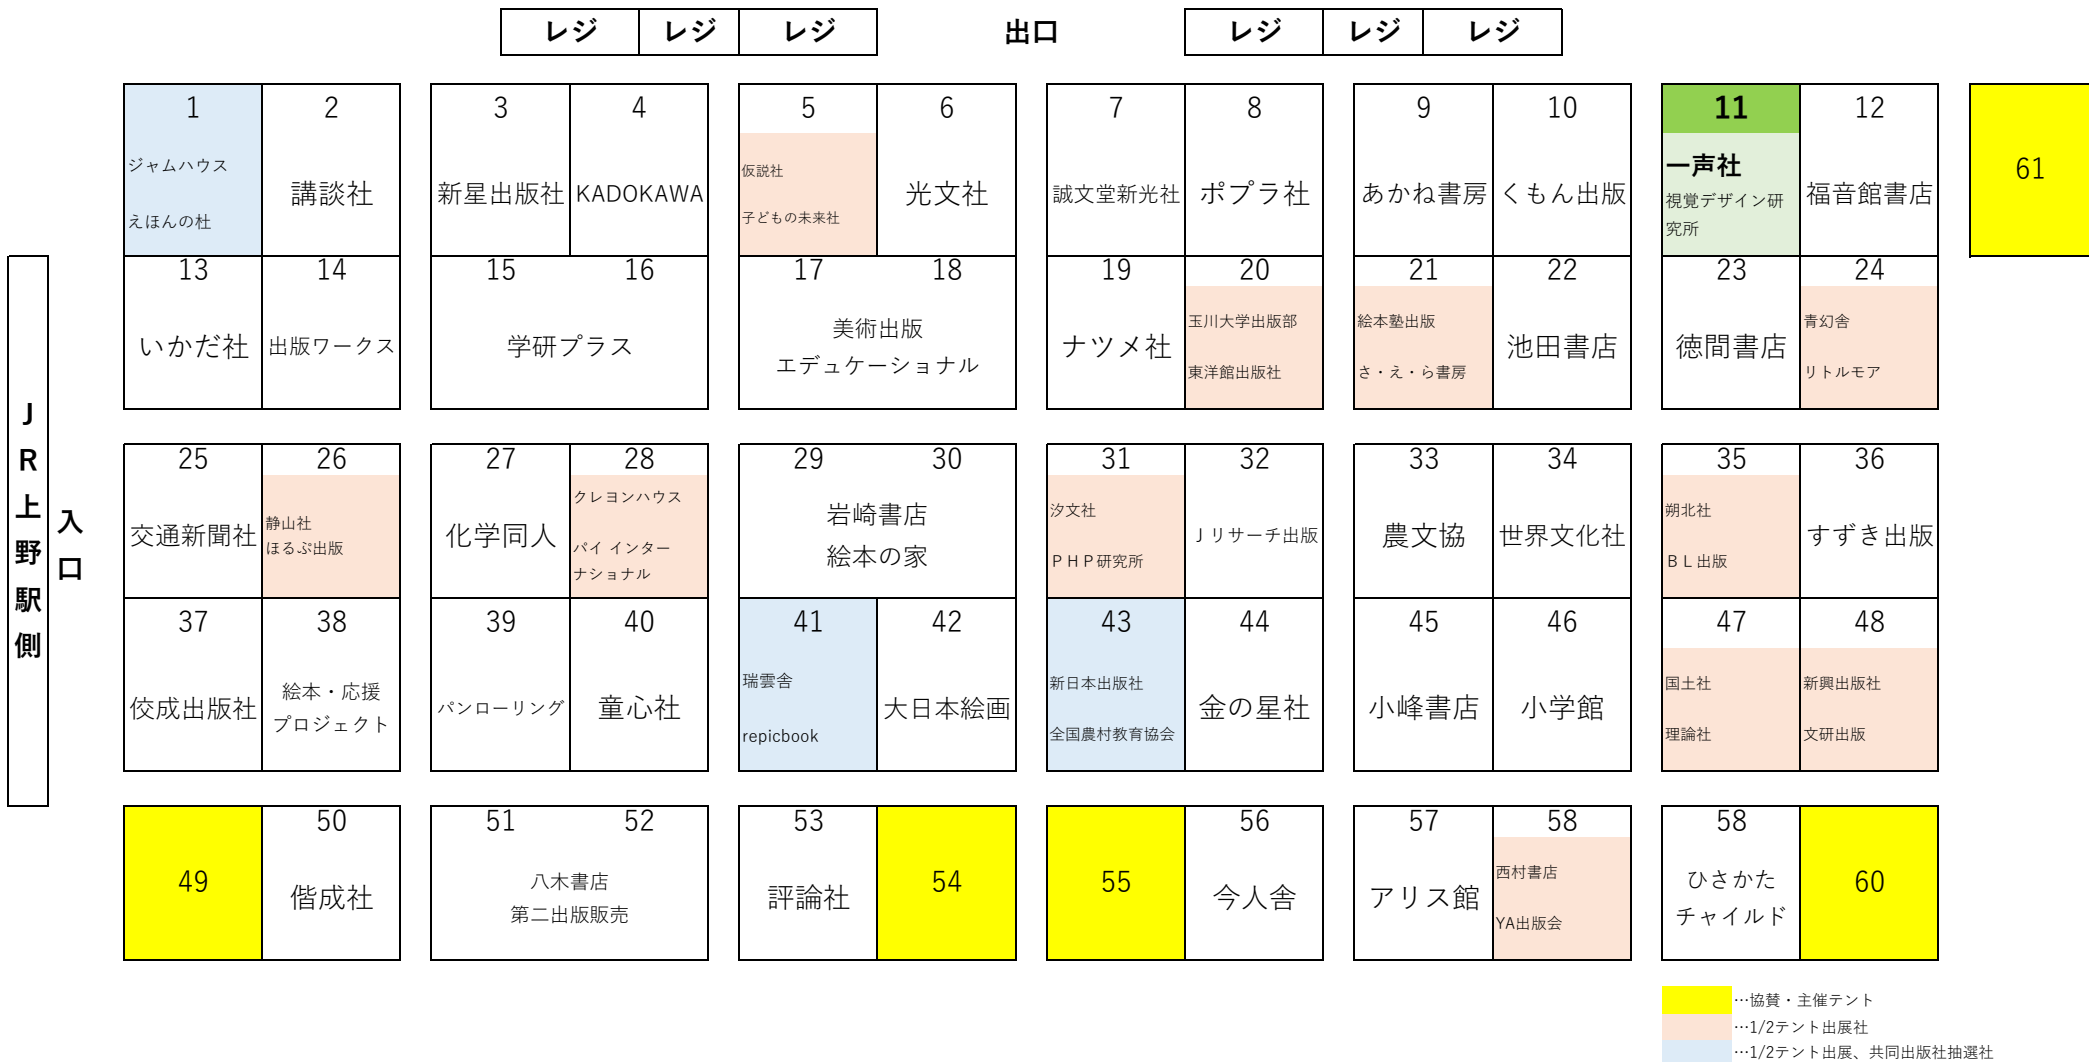 レジ レジ レジ 出口 レジ レジ レジ
1 2 3 4 5 6 7 8 9 10 11 12
ジャムハウス
えほんの杜
講談社
新星出版社
KADOKAWA
仮説社
子どもの未来社
光文社
誠文堂新光社
ポプラ社
あかね書房
くもん出版
一声社
視覚デザイン研
究所
福音館書店
61
13 14 15 16 17 18 19 20 21 22 23 24
いかだ社
出版ワークス
学研プラス
美術出版
エデュケーショナル
ナツメ社
玉川大学出版部
東洋館出版社
絵本塾出版
さ・え・ら書房
池田書店
徳間書店
青幻舎
リトルモア
JR上野駅側
入口
25 26 27 28 29 30 31 32 33 34 35 36
交通新聞社
静山社
ほるぷ出版
化学同人
クレヨンハウス
パイ インター
ナショナル
岩崎書店
絵本の家
汐文社
ＰＨＰ研究所
Ｊリサーチ出版
農文協
世界文化社
朔北社
ＢＬ出版
すずき出版
37 38 39 40 41 42 43 44 45 46 47 48
佼成出版社
絵本・応援
プロジェクト
パンローリング
童心社
瑞雲舎
repicbook
大日本絵画
新日本出版社
全国農村教育協会
金の星社
小峰書店
小学館
国土社
理論社
新興出版社
文研出版
49 50 51 52 53 54 55 56 57 58 58 60
偕成社
八木書店
第二出版販売
評論社
今人舎
アリス館
西村書店
YA出版会
ひさかた
チャイルド
…協賛・主催テント
…1/2テント出展社
…1/2テント出展、共同出版社抽選社